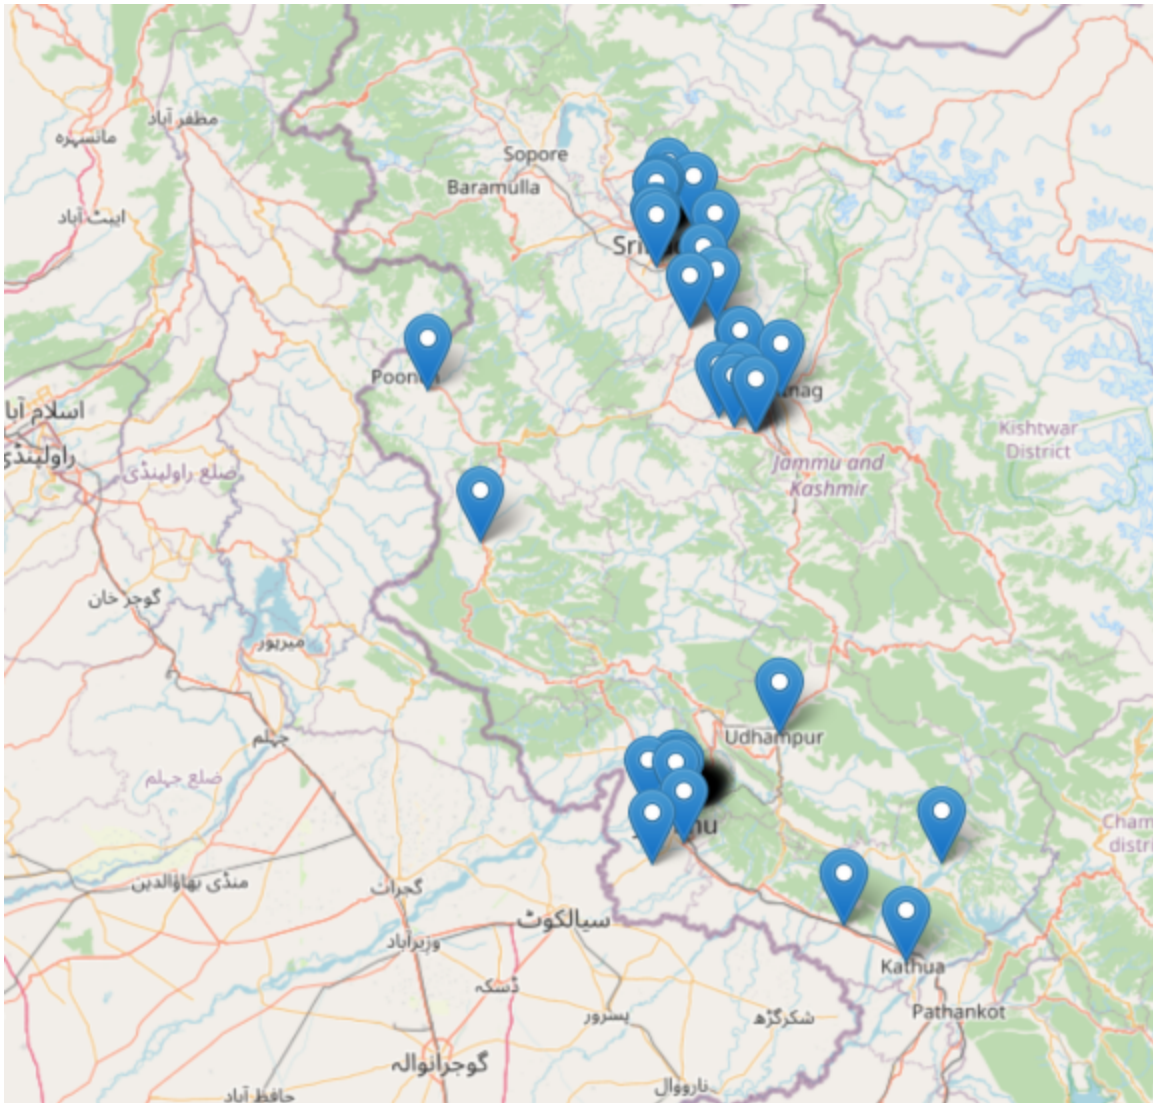 مظفر آباد
مانسہرہ
Sopore
Baramulla
ایبٹ آباد
Poonch
اسلام آبا
راولپنڈی
ضلع راولپنڈی
Kishtwar
District
Jammu and
Kashmir
گوجر خان
میرپور
جہلم
Udhampur
ضلع جہلم
Cham
distri
منڈی بہاؤالدین
گجرات
سیالکوٹ
وزیرآباد
Kathua
ڈسکہ
پسرور
شکرگڑھ
Pathankot
گوجرانوالہ
نارووال
حافظ آباد